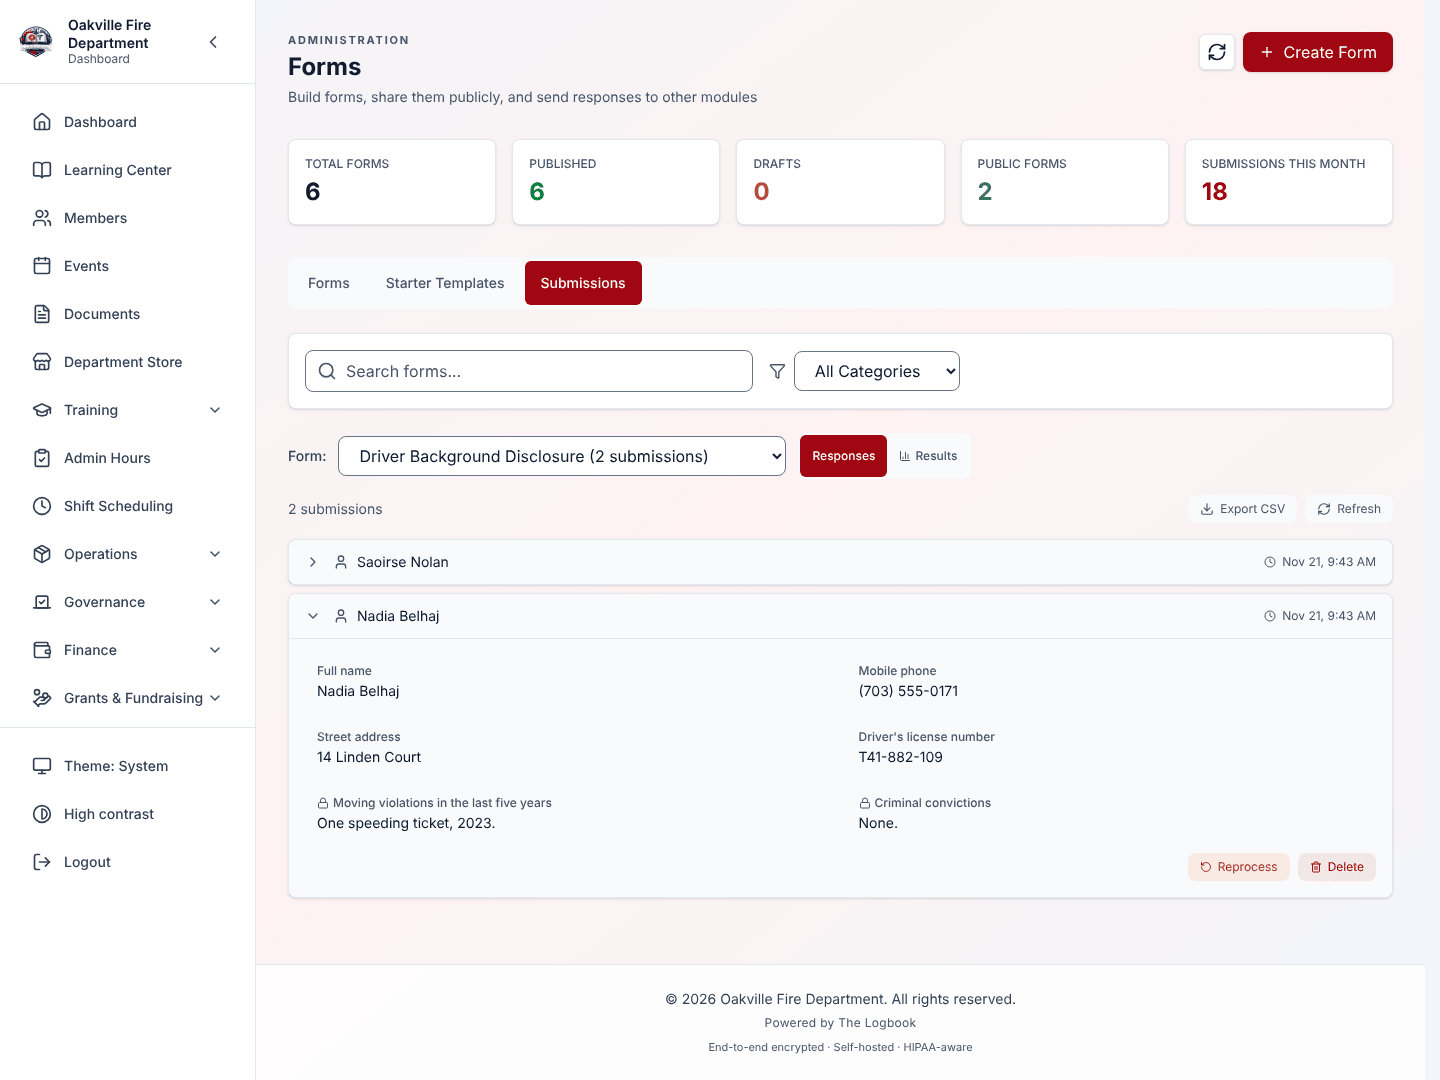 Oakville Fire
Department
Dashboard
Dashboard
Learning Center
Members
Events
Documents
Department Store
Training
Admin Hours
Shift Scheduling
Operations
Governance
Finance
Grants & Fundraising
Theme: System
High contrast
Logout
ADMINISTRATION
Forms
Build forms, share them publicly, and send responses to other modules
Create Form
TOTAL FORMS
6
PUBLISHED
6
DRAFTS
0
PUBLIC FORMS
2
SUBMISSIONS THIS MONTH
18
Forms
Starter Templates
Submissions
Search forms...
All Categories
Form:
Driver Background Disclosure (2 submissions)
Responses
Results
2 submissions
Export CSV
Refresh
Saoirse Nolan
Nov 21, 9:43 AM
Nadia Belhaj
Nov 21, 9:43 AM
Full name
Nadia Belhaj
Mobile phone
(703) 555-0171
Street address
14 Linden Court
Driver's license number
T41-882-109
Moving violations in the last five years
One speeding ticket, 2023.
Criminal convictions
None.
Reprocess
Delete
© 2026 Oakville Fire Department. All rights reserved.
Powered by The Logbook
End-to-end encrypted · Self-hosted · HIPAA-aware